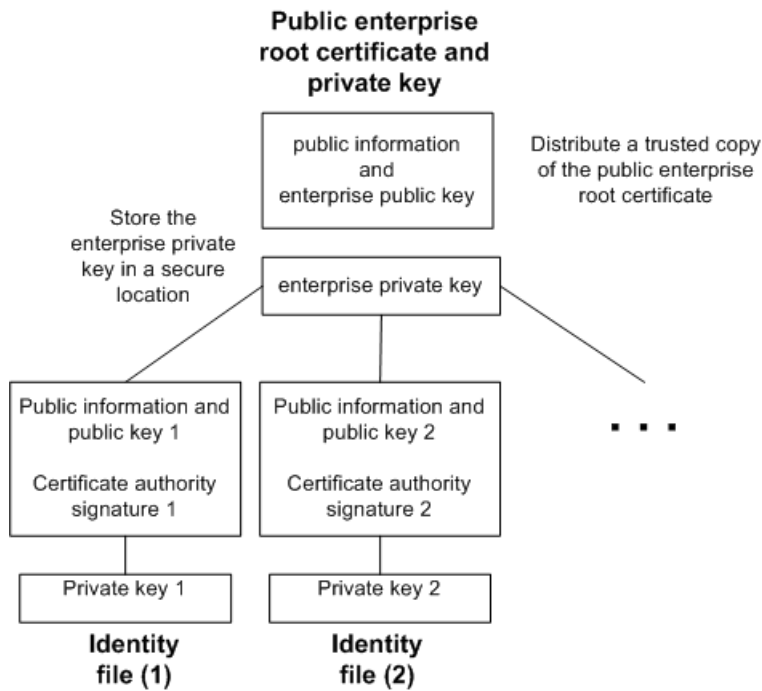 Public enterprise
root certificate and
private key
public information
and
enterprise public key
Distribute a trusted copy
of the public enterprise
root certificate
Store the
enterprise private
key in a secure
location
enterprise private key
Public information and
public key 1
Certificate authority
signature 1
Public information and
public key 2
Certificate authority
signature 2
. . .
Private key 1
Private key 2
Identity
file (1)
Identity
file (2)